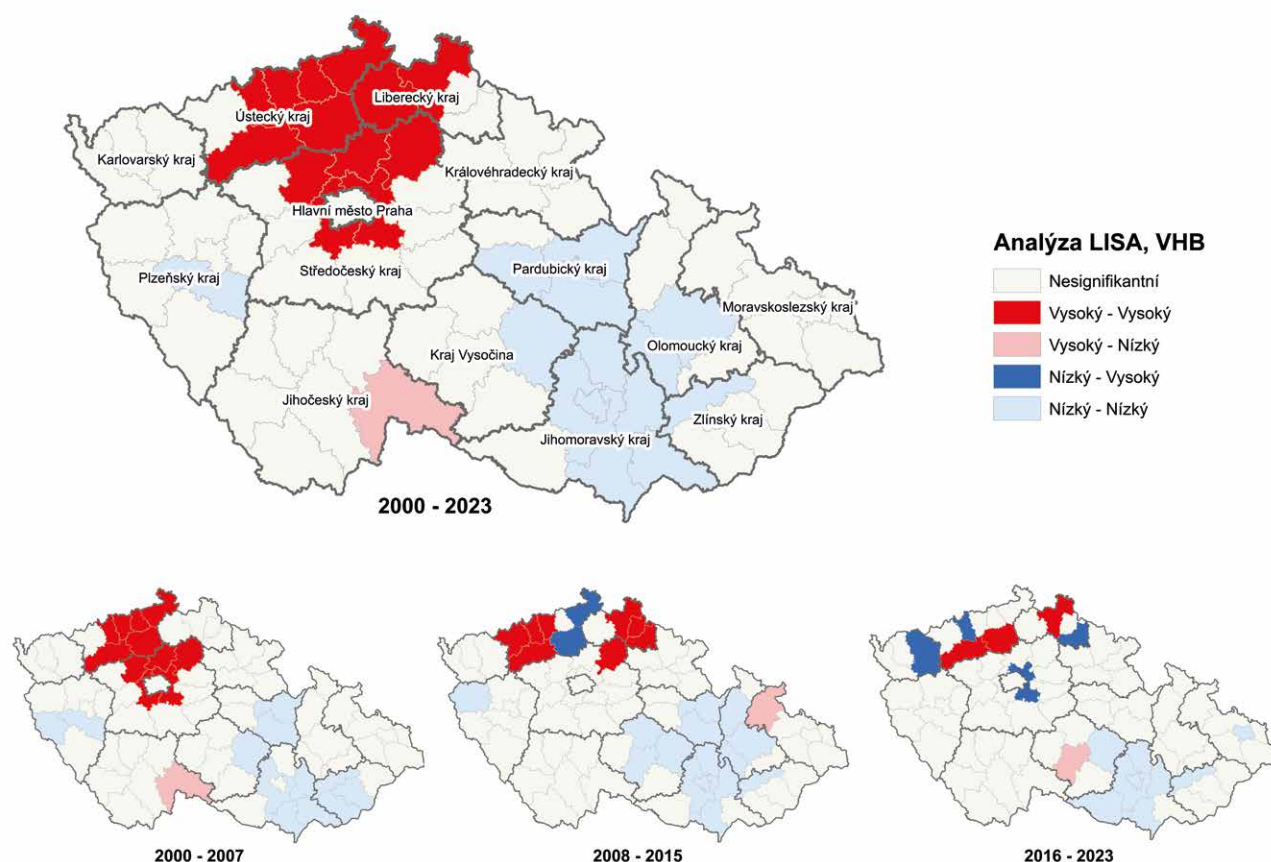 Liberecký kraj
Ústecký kraj
Karlovarský kraj
Královéhradecký kraj
Hlavní město Praha
Středočeský kraj
Plzeňský kraj
Pardubický kraj
Moravskoslezský kraj
Olomoucký kraj
Kraj Vysočina
Jihočeský kraj
Zlínský kraj
Jihomoravský kraj
2000 - 2023
Analýza LISA, VHB
Nesignifikantní
Vysoký - Vysoký
Vysoký - Nízký
Nízký - Vysoký
Nízký - Nízký
2000 - 2007
2008 - 2015
2016 - 2023